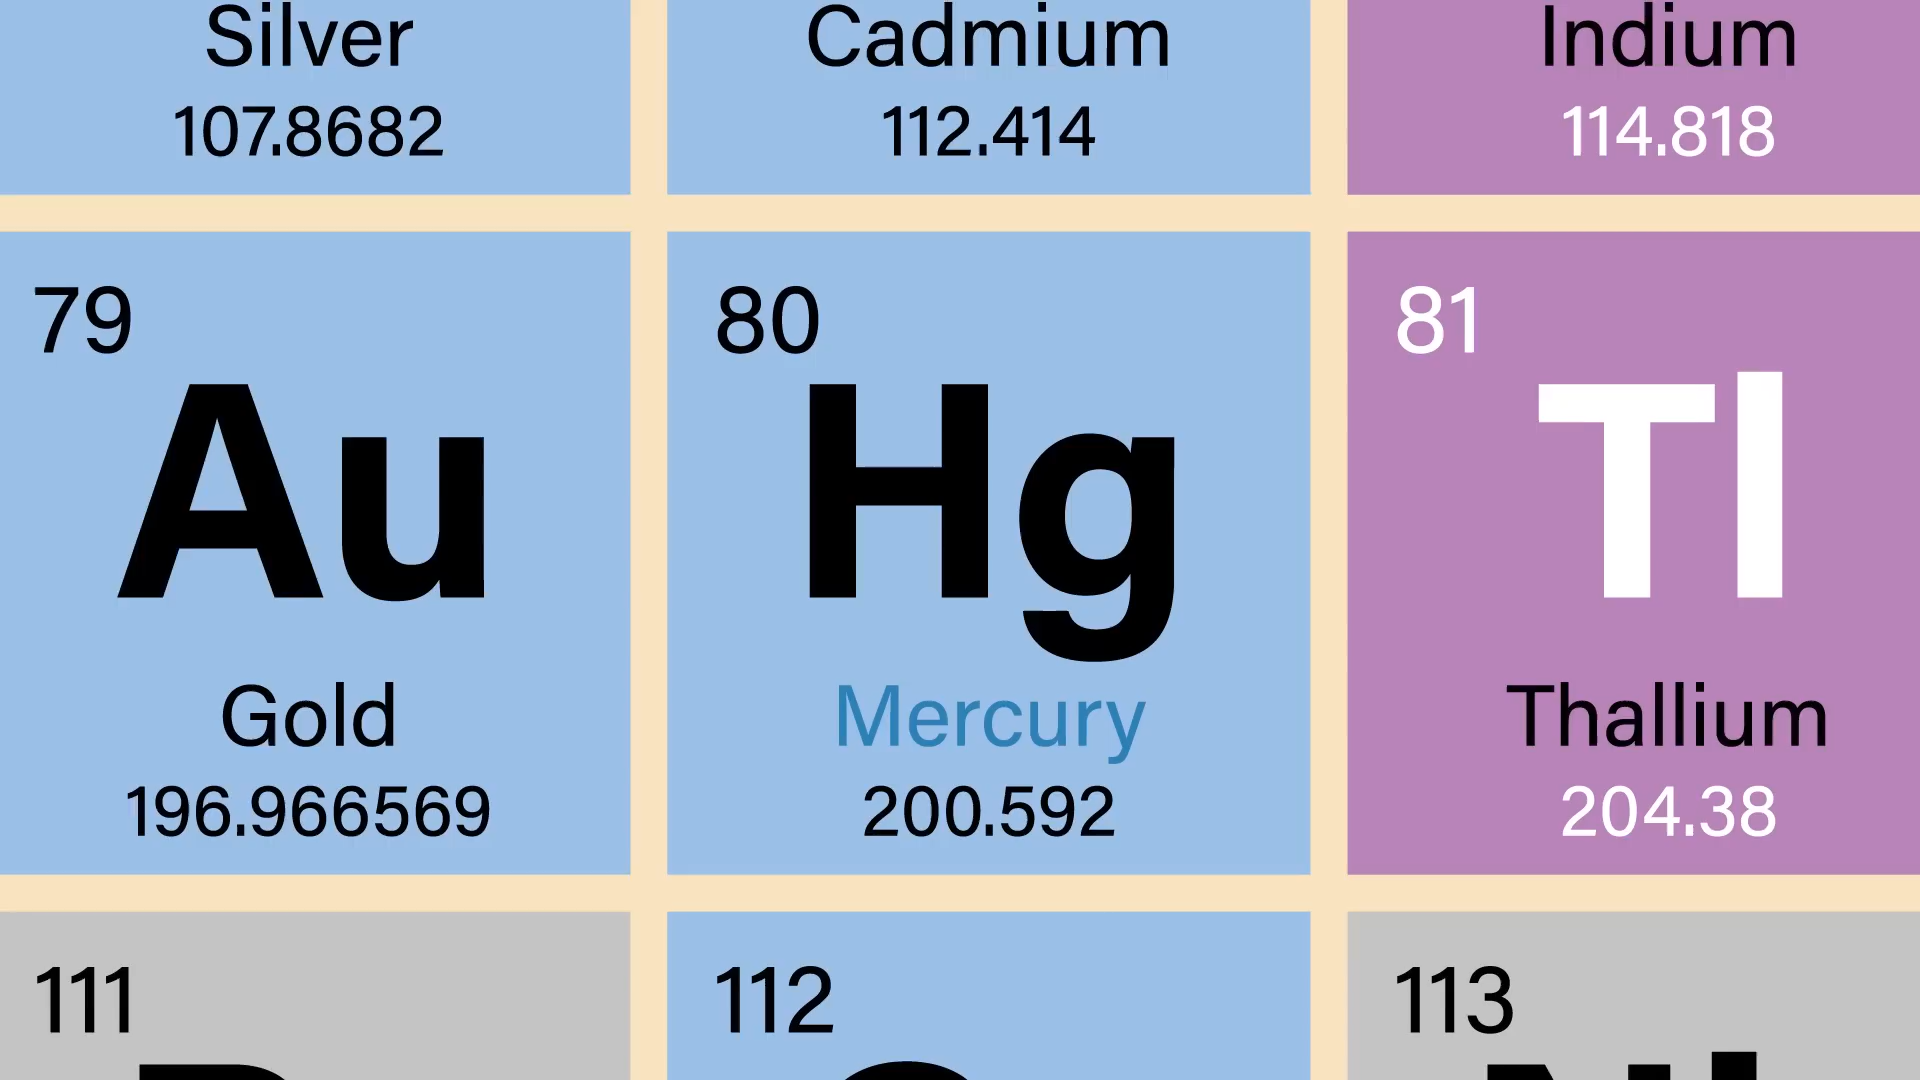 Silver
107.8682
Cadmium
112.414
Indium
114.818
79
Au
Gold
196.966569
80
Hg
Mercury
200.592
81
Tl
Thallium
204.38
111
112
113